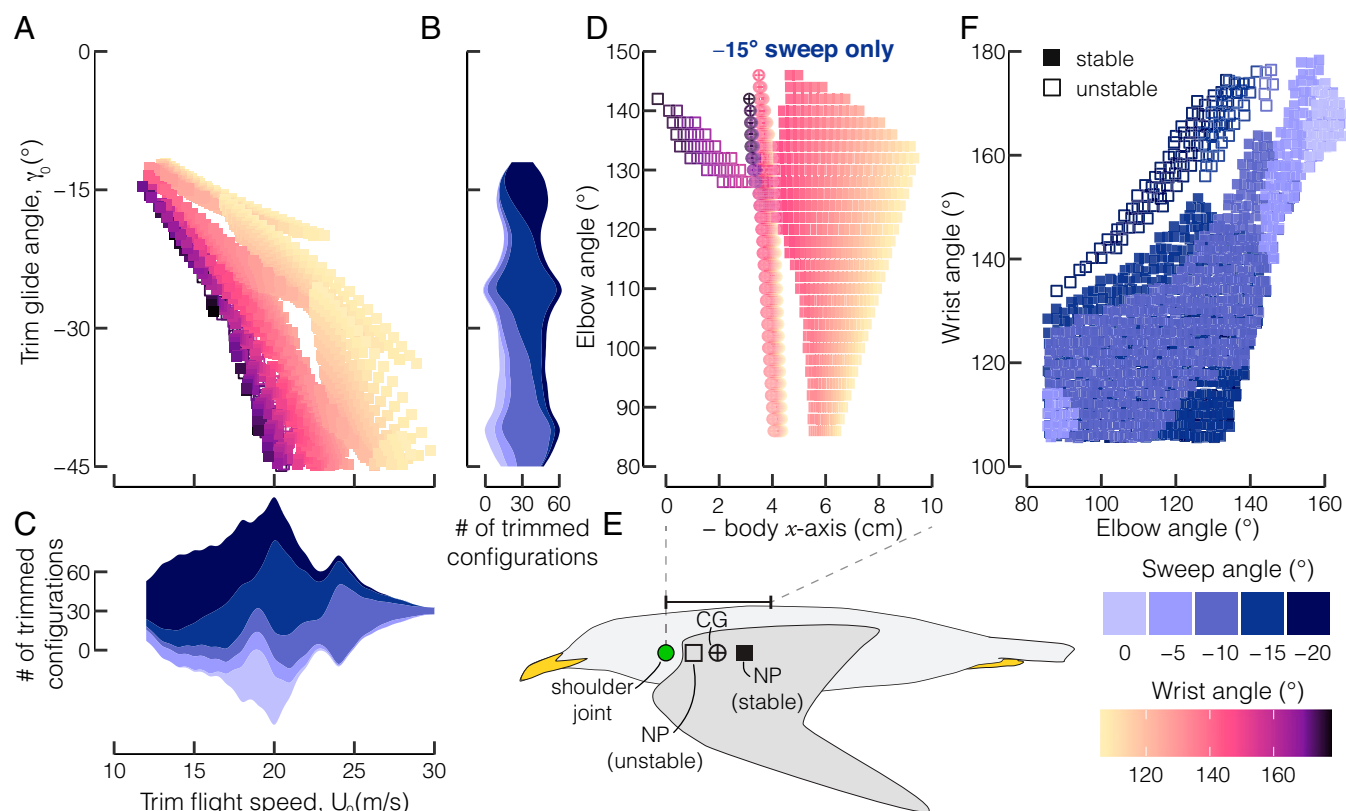 A
B
D
F
0
−15
−30
−45
Trim glide angle, γ₀(°)
0
30
60
# of trimmed
configurations
−15° sweep only
150
140
130
120
110
100
90
80
Elbow angle (°)
0
2
4
6
8
10
− body x-axis (cm)
180
160
140
120
100
Wrist angle (°)
stable
unstable
80
100
120
140
160
Elbow angle (°)
C
60
30
0
# of trimmed
configurations
10
15
20
25
30
Trim flight speed, U₀(m/s)
E
CG
shoulder
joint
NP
(stable)
NP
(unstable)
Sweep angle (°)
0
−5
−10
−15
−20
Wrist angle (°)
120
140
160